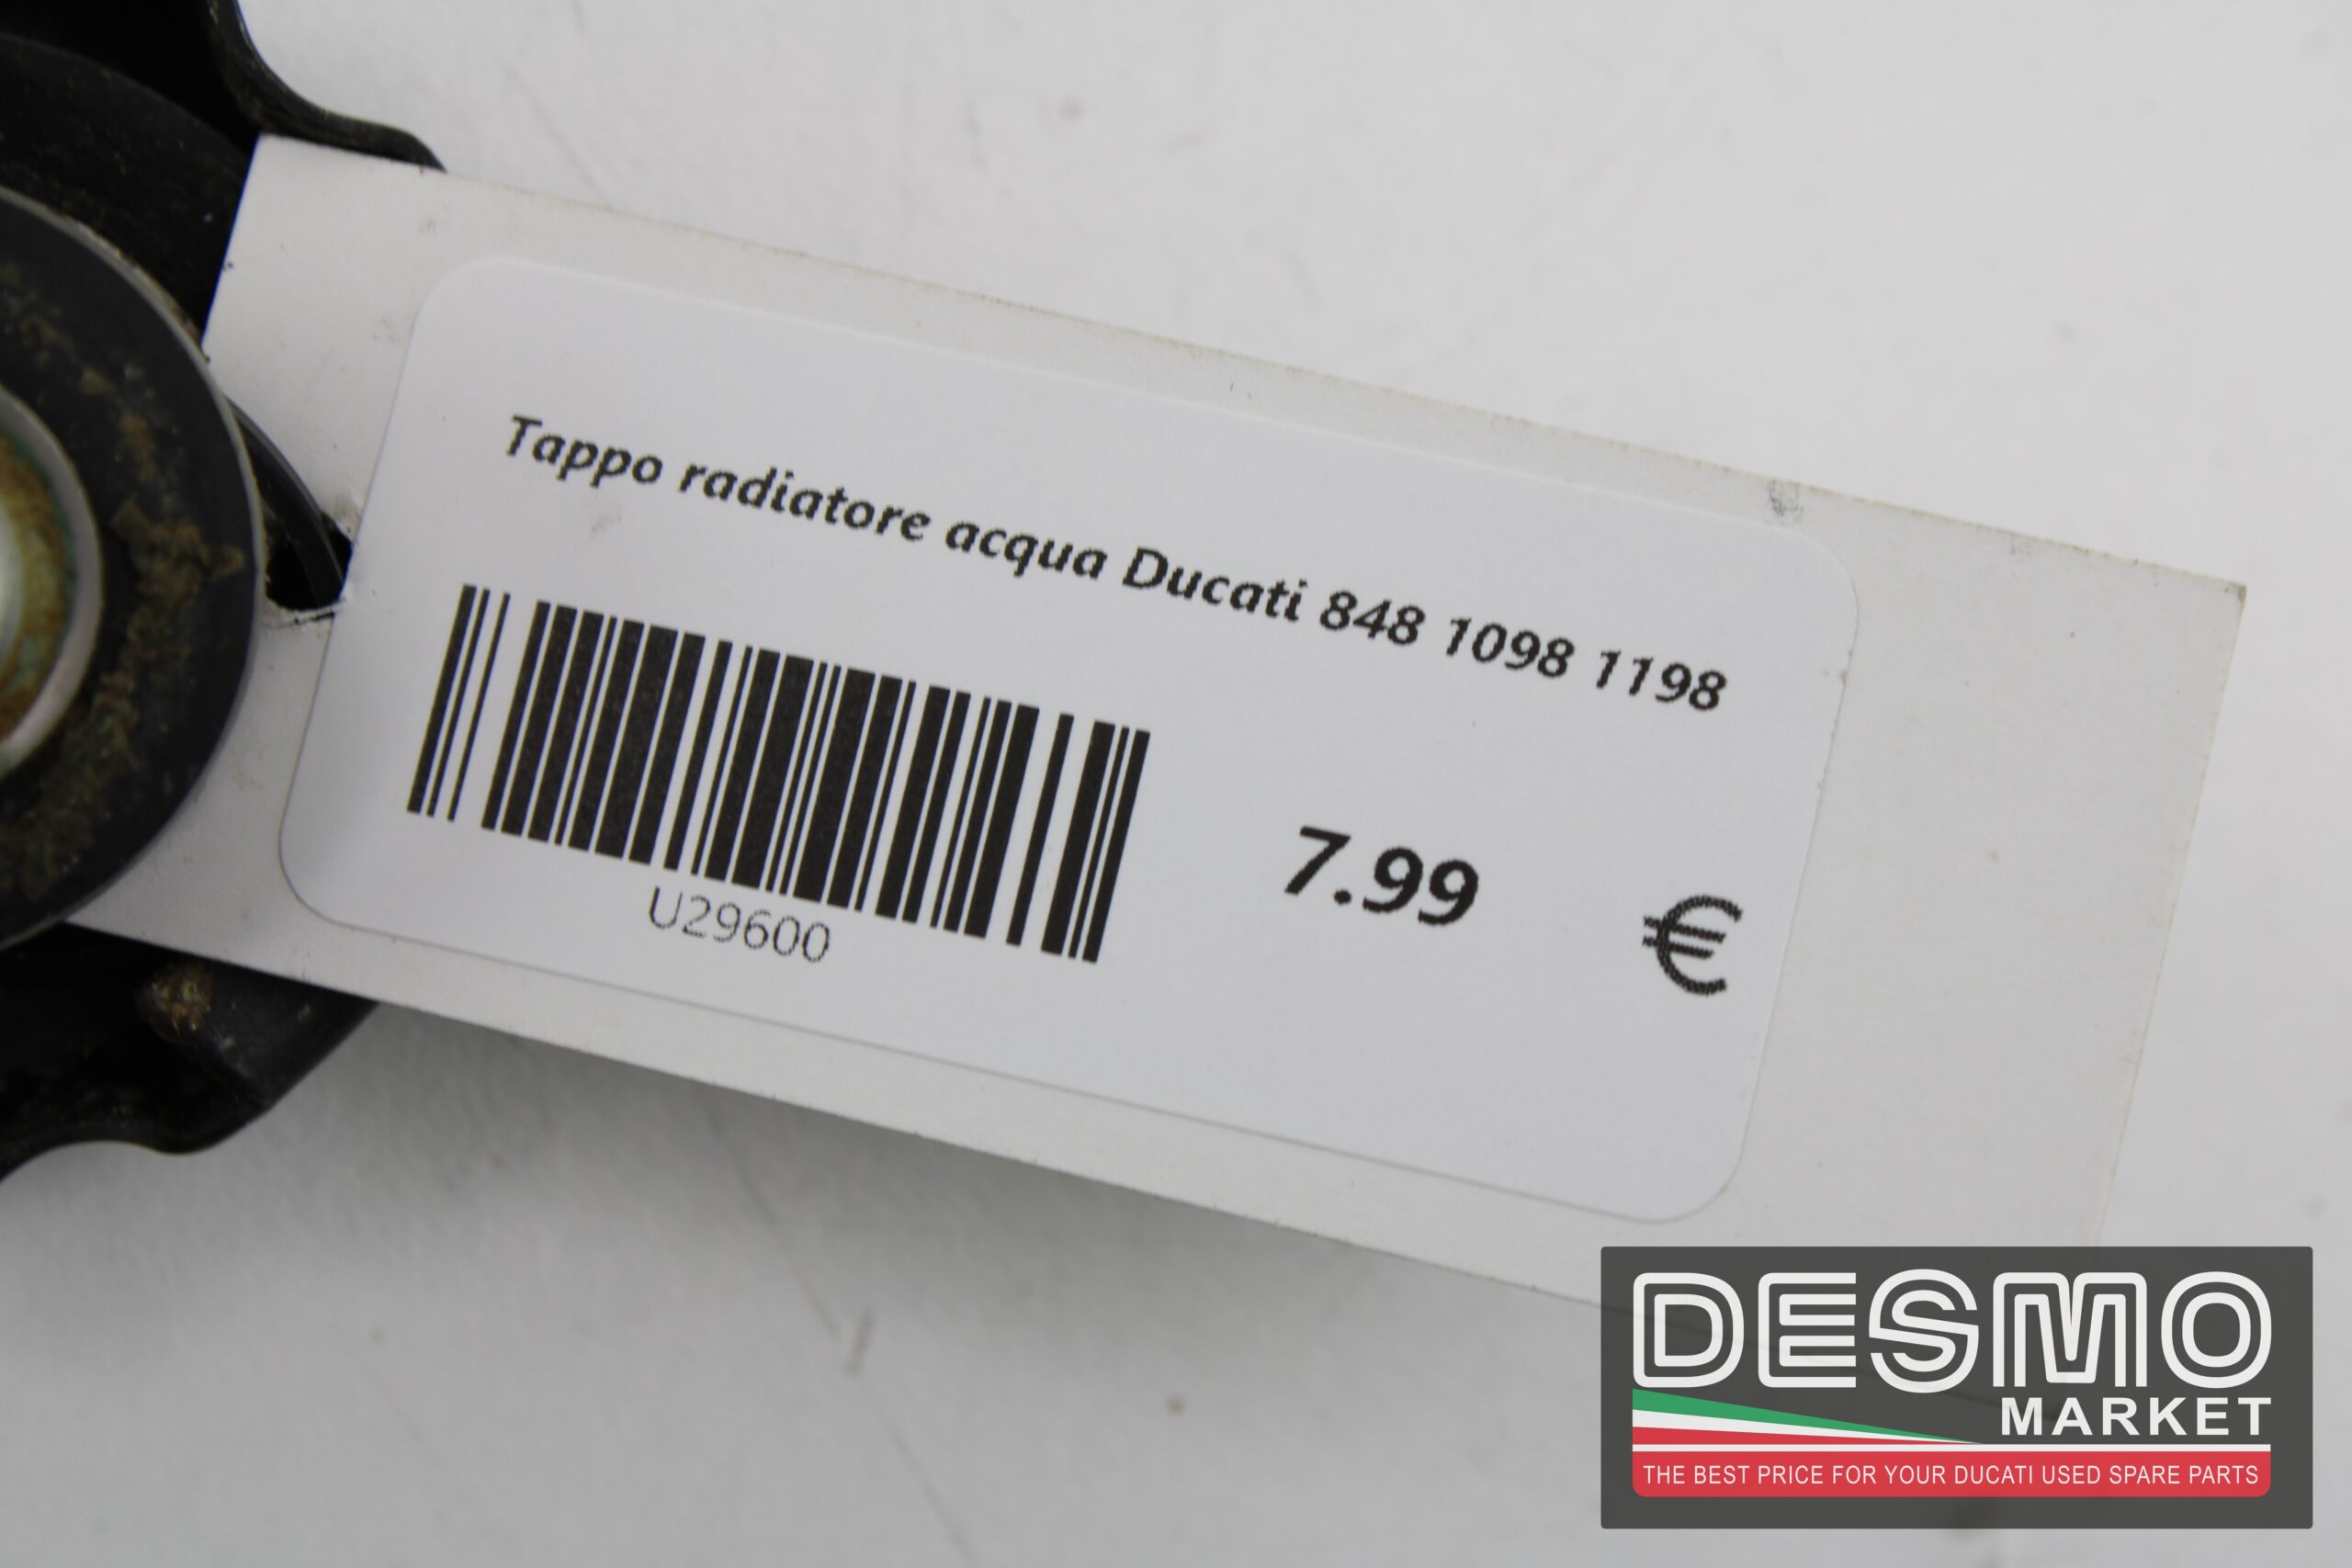 Tappo radiatore acqua Ducati 848 1098 1198
U29600
7.99 €
DESMO
MARKET
THE BEST PRICE FOR YOUR DUCATI USED SPARE PARTS